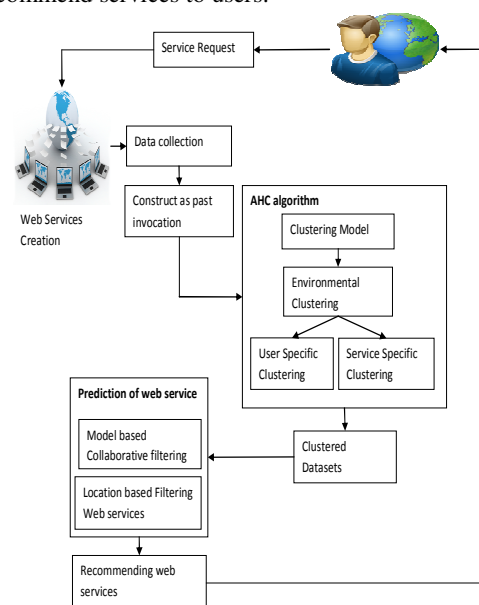 commend services to users.
Service Request
Data collection
Web Services
Creation
Construct as past
invocation
AHC algorithm
Clustering Model
Environmental
Clustering
User Specific
Clustering
Service Specific
Clustering
Prediction of web service
Model based
Collaborative filtering
Location based Filtering
Web services
Clustered
Datasets
Recommending web
services